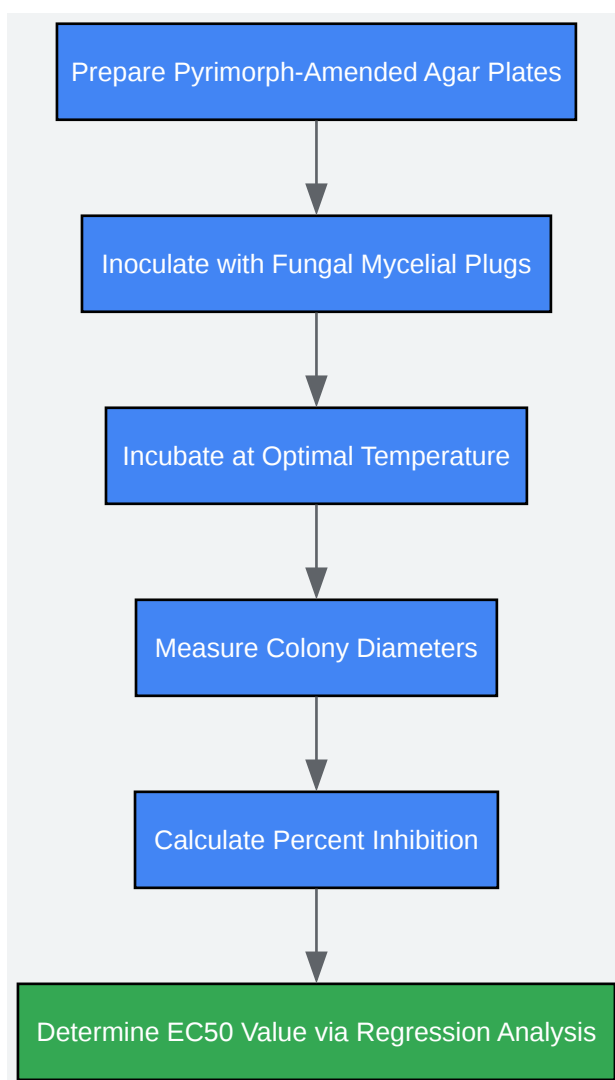 Prepare Pyrimorph-Amended Agar Plates
Inoculate with Fungal Mycelial Plugs
Incubate at Optimal Temperature
Measure Colony Diameters
Calculate Percent Inhibition
Determine EC50 Value via Regression Analysis